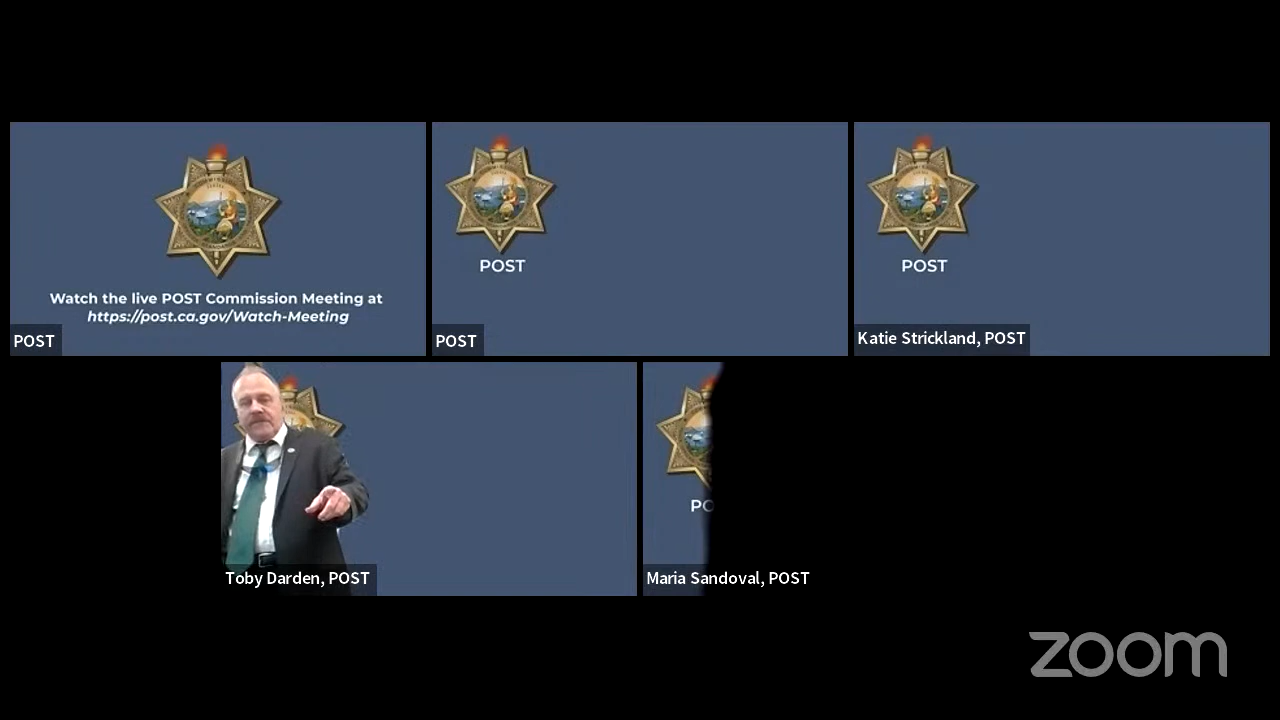 Watch the live POST Commission Meeting at
https://post.ca.gov/Watch-Meeting
POST
POST
POST
POST
Katie Strickland, POST
Toby Darden, POST
PO
Maria Sandoval, POST
zoom